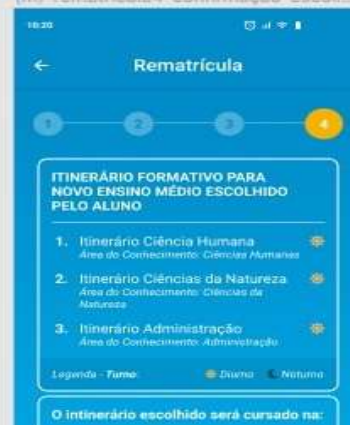 10:20
Rematrícula
1 2 3 4
ITINERÁRIO FORMATIVO PARA
NOVO ENSINO MÉDIO ESCOLHIDO
PELO ALUNO
1. Itinerário Ciência Humana
Área do Conhecimento: Ciências Humanas
2. Itinerário Ciências da Natureza
Área do Conhecimento: Ciências da
Natureza
3. Itinerário Administração
Área do Conhecimento: Administração
Legenda - Turno: Diurno Noturno
O intinerário escolhido será cursado na: